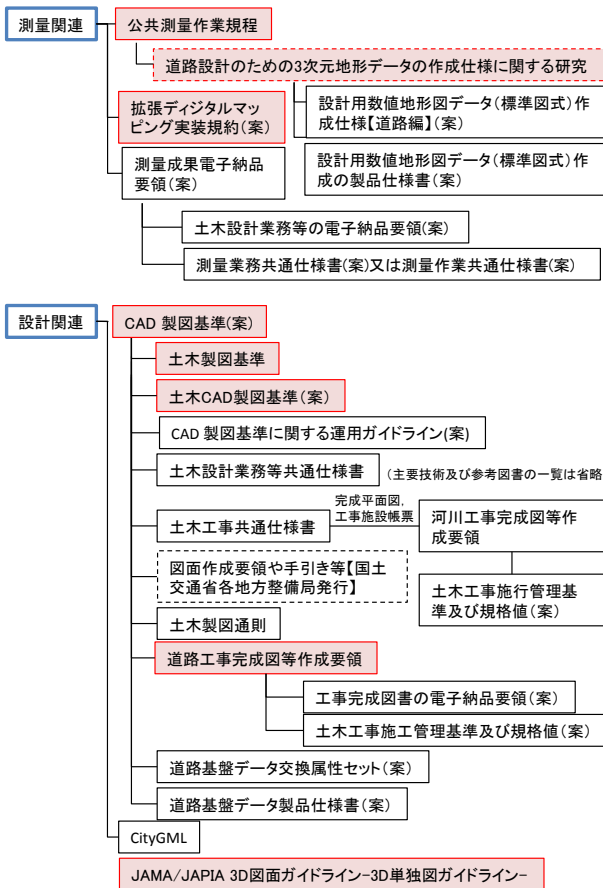 測量関連
公共測量作業規程
道路設計のための3次元地形データの作成仕様に関する研究
設計用数値地形図データ(標準図式)作
成仕様【道路編】(案)
拡張ディジタルマッ
ピング実装規約(案)
設計用数値地形図データ(標準図式)作
成の製品仕様書(案)
測量成果電子納品
要領(案)
土木設計業務等の電子納品要領(案)
測量業務共通仕様書(案)又は測量作業共通仕様書(案)
設計関連
CAD 製図基準(案)
土木製図基準
土木CAD製図基準(案)
CAD 製図基準に関する運用ガイドライン(案)
土木設計業務等共通仕様書
(主要技術及び参考図書の一覧は省略
土木工事共通仕様書
完成平面図,
工事施設帳票
河川工事完成図等作
成要領
図面作成要領や手引き等【国土
交通省各地方整備局発行】
土木工事施行管理基
準及び規格値(案)
土木製図通則
道路工事完成図等作成要領
工事完成図書の電子納品要領(案)
土木工事施工管理基準及び規格値(案)
道路基盤データ交換属性セット(案)
道路基盤データ製品仕様書(案)
CityGML
JAMA/JAPIA 3D図面ガイドライン-3D単独図ガイドライン-